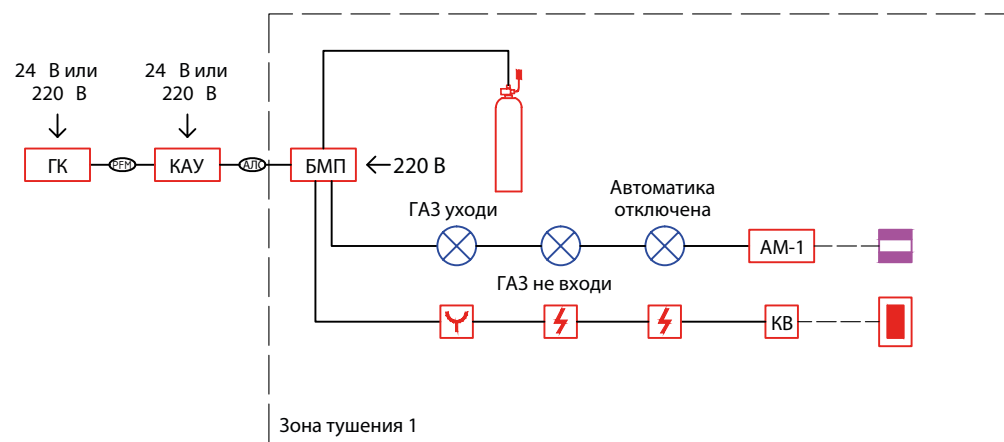 24 В или
220 В
24 В или
220 В
ГК
PFM
КАУ
АЛС
БМП
220 В
ГАЗ уходи
Автоматика
отключена
АМ-1
ГАЗ не входи
КВ
Зона тушения 1